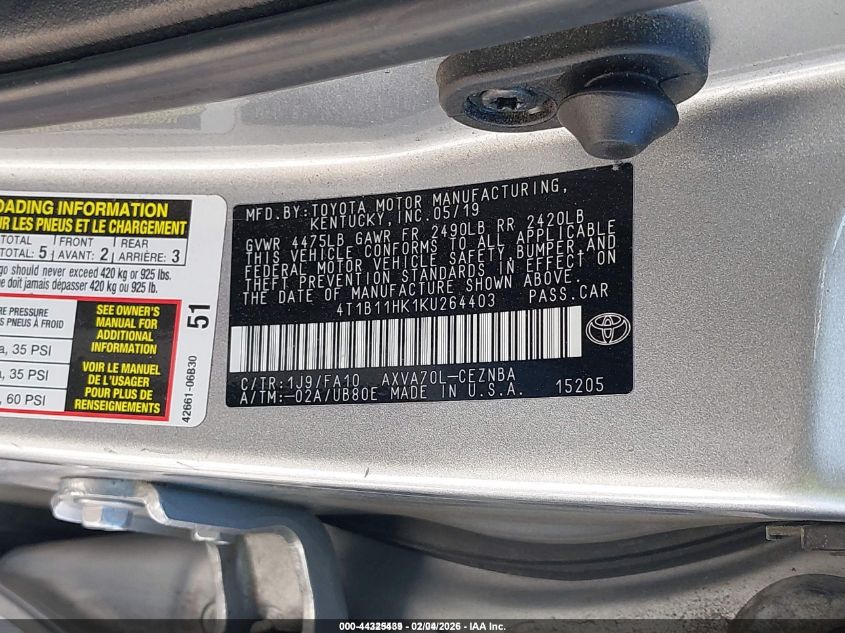 MFD. BY: TOYOTA MOTOR MANUFACTURING,
KENTUCKY, INC. 05/19
GVWR 4475LB GAWR FR 2490LB RR 2420LB
THIS VEHICLE CONFORMS TO ALL APPLICABLE
FEDERAL MOTOR VEHICLE SAFETY, BUMPER, AND
THEFT PREVENTION STANDARDS IN EFFECT ON
THE DATE OF MANUFACTURE SHOWN ABOVE.
4T1B11HK1KU264403 PASS. CAR
C/TR: 1J9/FA10 AXVA70L-CEZNBA
A/TM:-02A/UB80E MADE IN U.S.A. 15205
TOYOTA
OADING INFORMATION
UR LES PNEUS ET LE CHARGEMENT
TOTAL FRONT REAR
TOTAL: 5 AVANT: 2 ARRIÈRE: 3
go should never exceed 420 kg or 925 lbs.
e doit jamais dépasser 420 kg ou 925 lb.
RE PRESSURE
S PNEUS À FROID
a, 35 PSI
a, 35 PSI
, 60 PSI
SEE OWNER'S
MANUAL FOR
ADDITIONAL
INFORMATION
VOIR LE MANUEL
DE L'USAGER
POUR PLUS DE
RENSEIGNEMENTS
42661-06B30
51
02/04/2026 - IAA Inc.